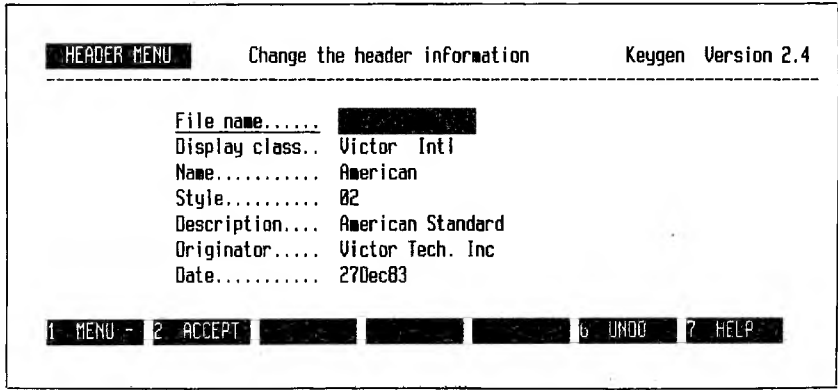 HEADER MENU Change the header information Keygen Version 2.4
File name......
Display class.. Victor Intl
Name........... American
Style.......... 02
Description.... American Standard
Originator..... Victor Tech. Inc
Date........... 27Dec83
1 MENU - 2 ACCEPT 6 UNDO 7 HELP